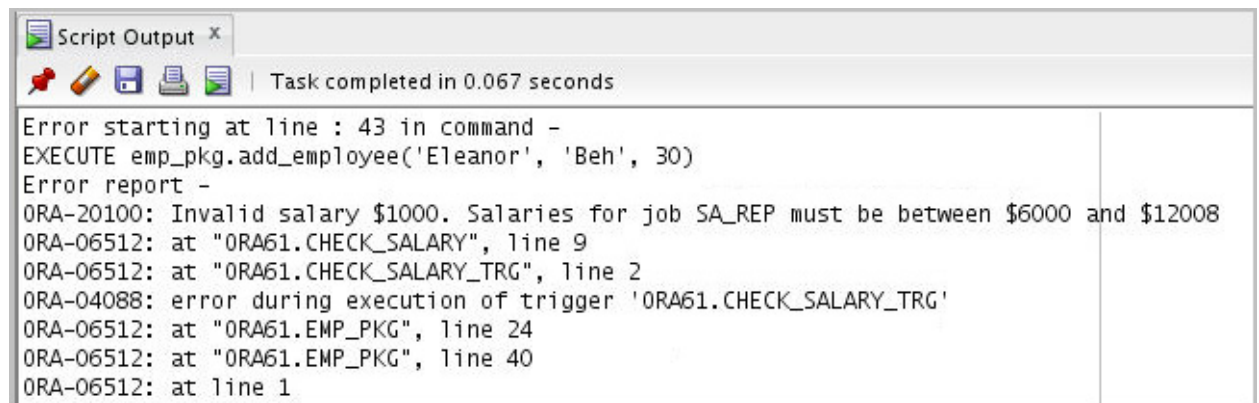 Script Output x
Task completed in 0.067 seconds
Error starting at line : 43 in command -
EXECUTE emp_pkg.add_employee('Eleanor', 'Beh', 30)
Error report -
ORA-20100: Invalid salary $1000. Salaries for job SA_REP must be between $6000 and $12008
ORA-06512: at "ORA61.CHECK_SALARY", line 9
ORA-06512: at "ORA61.CHECK_SALARY_TRG", line 2
ORA-04088: error during execution of trigger 'ORA61.CHECK_SALARY_TRG'
ORA-06512: at "ORA61.EMP_PKG", line 24
ORA-06512: at "ORA61.EMP_PKG", line 40
ORA-06512: at line 1